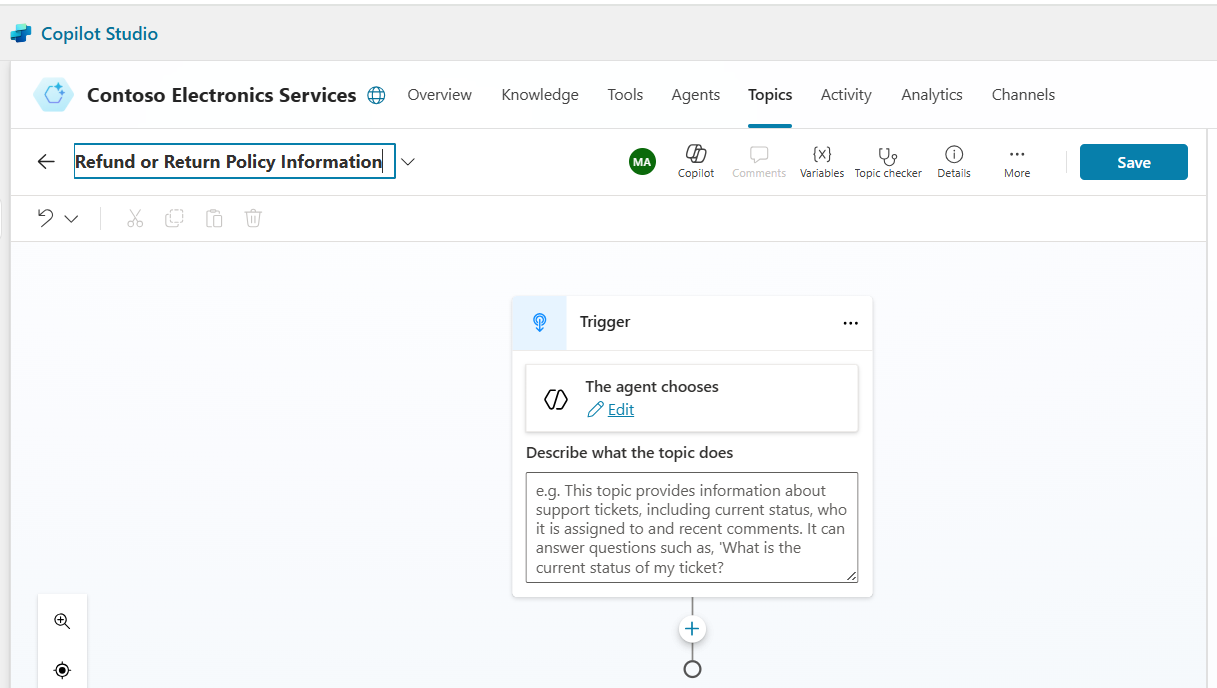 Copilot Studio
Contoso Electronics Services Overview Knowledge Tools Agents Topics Activity Analytics Channels
Refund or Return Policy Information MA Copilot Comments {x} Variables Topic checker Details More Save
Trigger
The agent chooses
Edit
Describe what the topic does
e.g. This topic provides information about
support tickets, including current status, who
it is assigned to and recent comments. It can
answer questions such as, 'What is the
current status of my ticket?